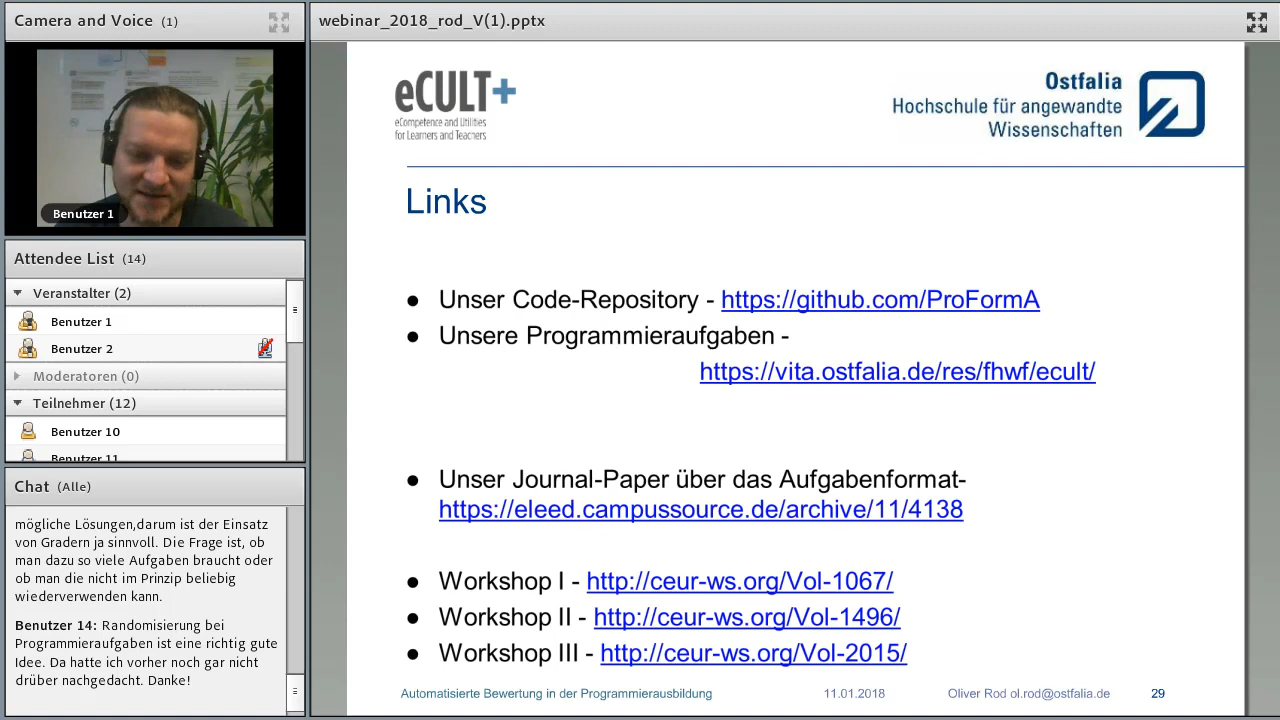 Camera and Voice (1)
Benutzer 1
Attendee List (14)
Veranstalter (2)
Benutzer 1
Benutzer 2
Moderatoren (0)
Teilnehmer (12)
Benutzer 10
Benutzer 11
Chat (Alle)
mögliche Lösungen,darum ist der Einsatz
von Gradern ja sinnvoll. Die Frage ist, ob
man dazu so viele Aufgaben braucht oder
ob man die nicht im Prinzip beliebig
wiederverwenden kann.
Benutzer 14: Randomisierung bei
Programmieraufgaben ist eine richtig gute
Idee. Da hatte ich vorher noch gar nicht
drüber nachgedacht. Danke!
webinar_2018_rod_V(1).pptx
eCULT+
eCompetence and Utilities
for Learners and Teachers
Ostfalia
Hochschule für angewandte
Wissenschaften
Links
● Unser Code-Repository - https://github.com/ProFormA
● Unsere Programmieraufgaben -
https://vita.ostfalia.de/res/fhwf/ecult/
● Unser Journal-Paper über das Aufgabenformat-
https://eleed.campussource.de/archive/11/4138
● Workshop I - http://ceur-ws.org/Vol-1067/
● Workshop II - http://ceur-ws.org/Vol-1496/
● Workshop III - http://ceur-ws.org/Vol-2015/
Automatisierte Bewertung in der Programmierausbildung 11.01.2018 Oliver Rod ol.rod@ostfalia.de 29